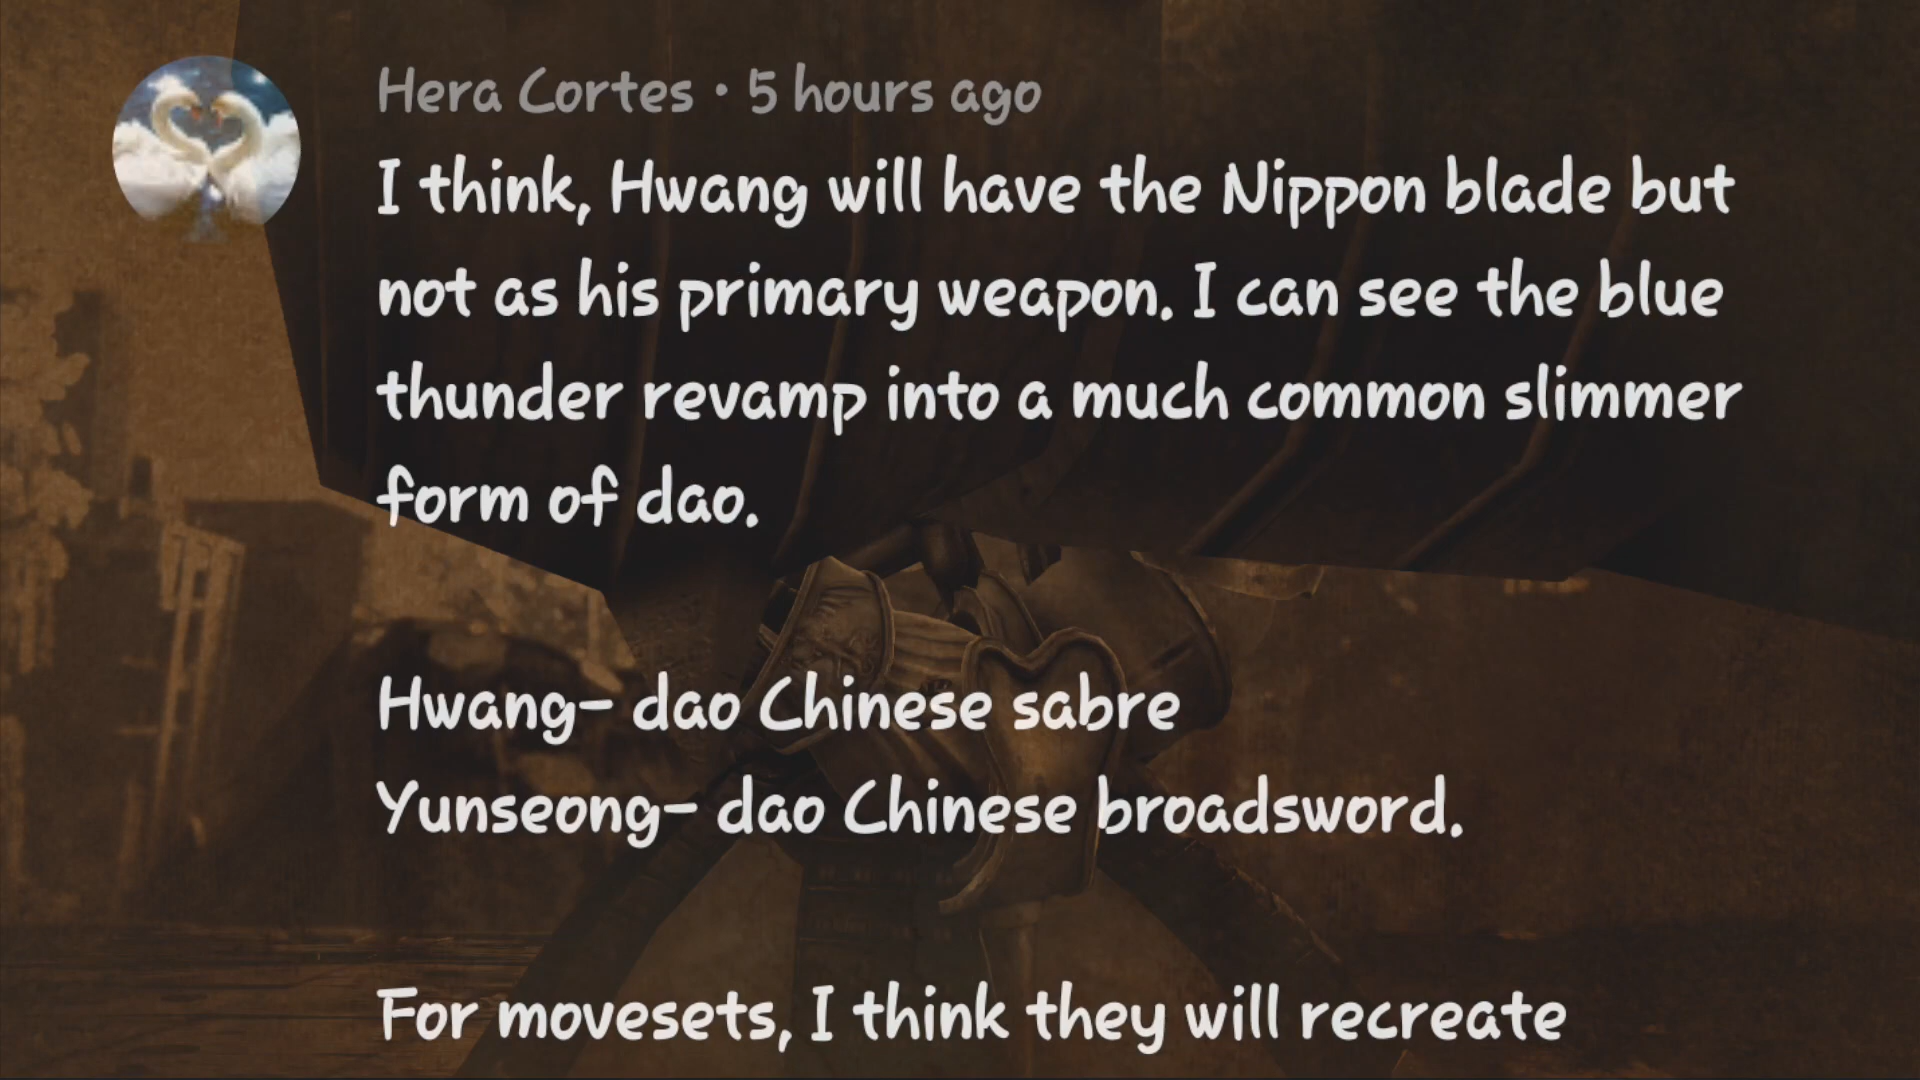 Hera Cortes • 5 hours ago
I think, Hwang will have the Nippon blade but
not as his primary weapon. I can see the blue
thunder revamp into a much common slimmer
form of dao.
Hwang- dao Chinese sabre
Yunseong- dao Chinese broadsword.
For movesets, I think they will recreate